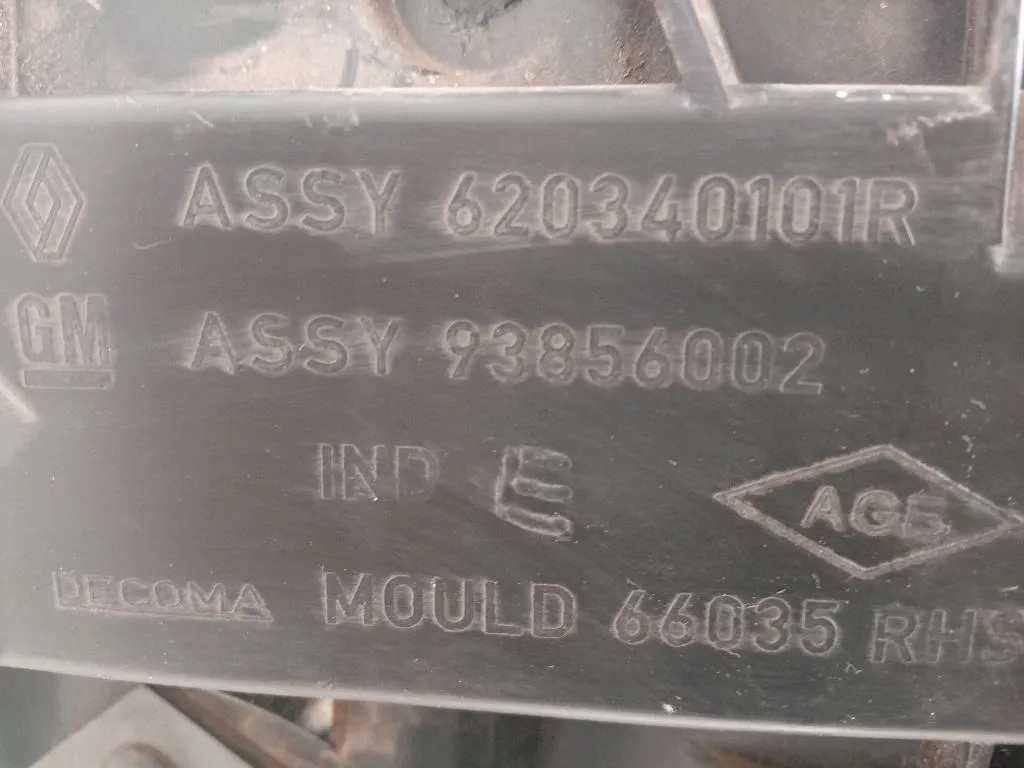 ASSY 620340101R
GM ASSY 93856002
IND E
AGE
DECOMA MOULD 66035 RHS